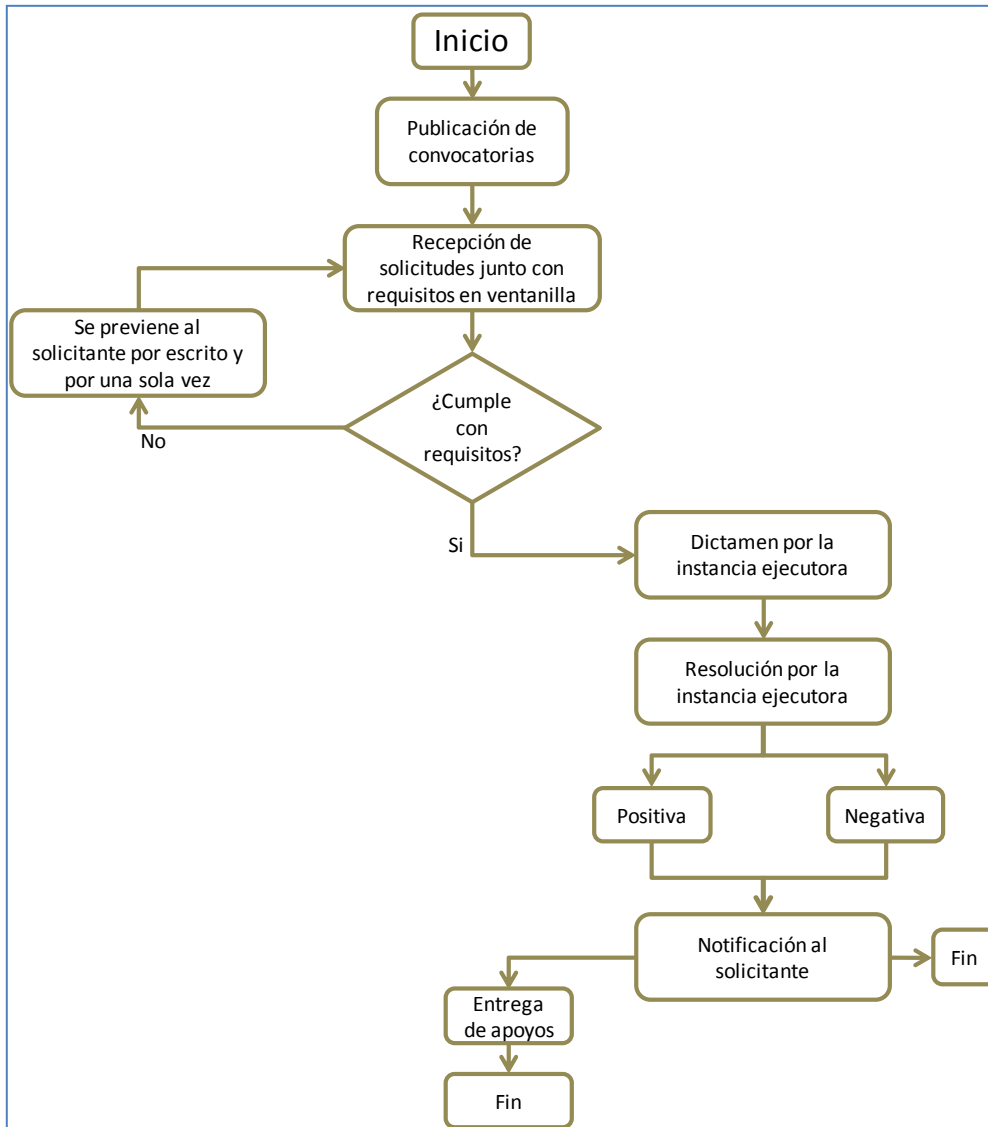 Inicio
Publicación de
convocatorias
Recepción de
solicitudes junto con
requisitos en ventanilla
Se previene al
solicitante por escrito y
por una sola vez
¿Cumple
con
requisitos?
No
Si
Dictamen por la
instancia ejecutora
Resolución por la
instancia ejecutora
Positiva
Negativa
Notificación al
solicitante
Fin
Entrega
de apoyos
Fin